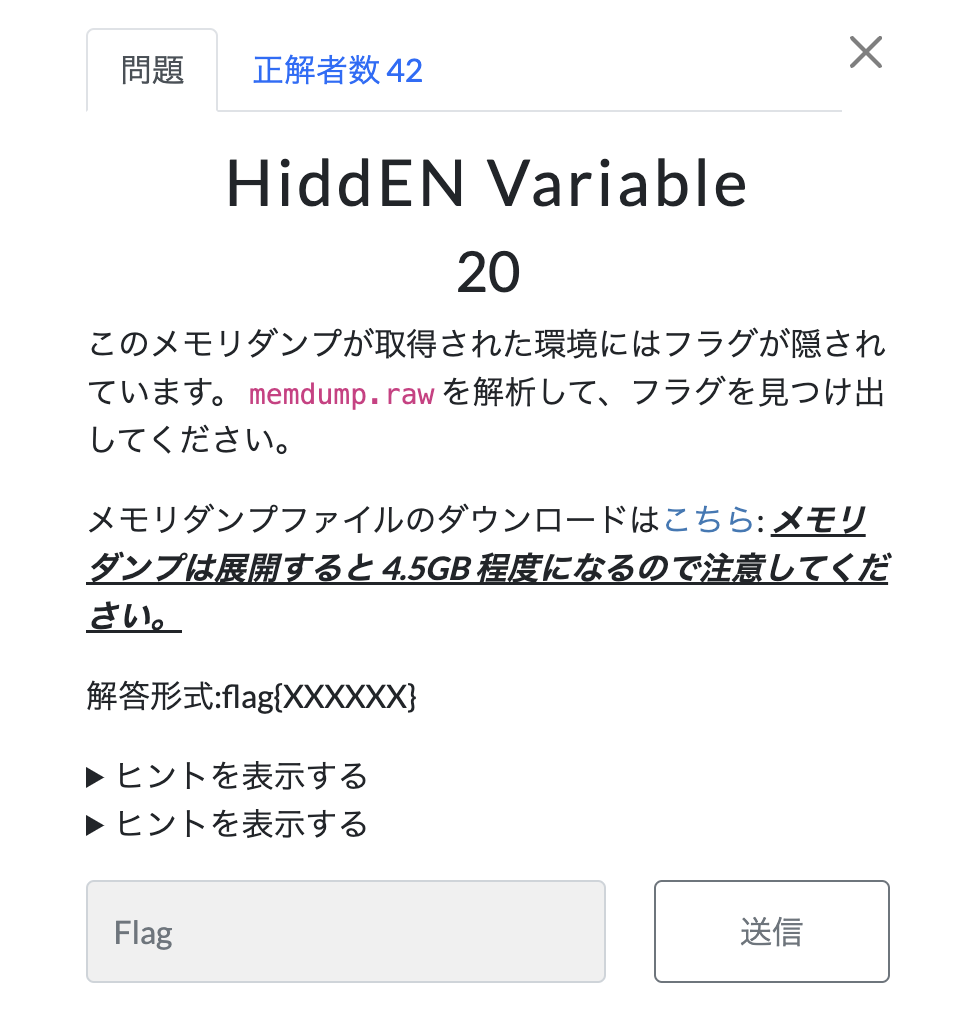 問題
正解者数 42
HiddEN Variable
20
このメモリダンプが取得された環境にはフラグが隠され
ています。 memdump.raw を解析して、フラグを見つけ出
してください。
メモリダンプファイルのダウンロードはこちら: メモリ
ダンプは展開すると 4.5GB 程度になるので注意してくだ
さい。
解答形式:flag{XXXXXX}
▶ ヒントを表示する
▶ ヒントを表示する
Flag
送信